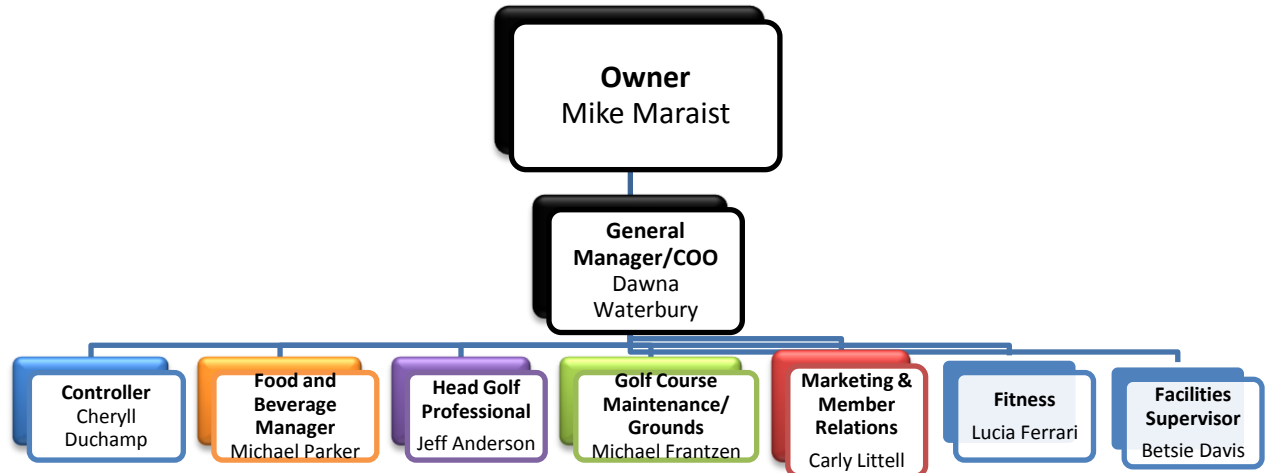 Owner
Mike Maraist
General
Manager/COO
Dawna
Waterbury
Controller
Cheryll
Duchamp
Food and
Beverage
Manager
Michael Parker
Head Golf
Professional
Jeff Anderson
Golf Course
Maintenance/
Grounds
Michael Frantzen
Marketing &
Member
Relations
Carly Littell
Fitness
Lucia Ferrari
Facilities
Supervisor
Betsie Davis